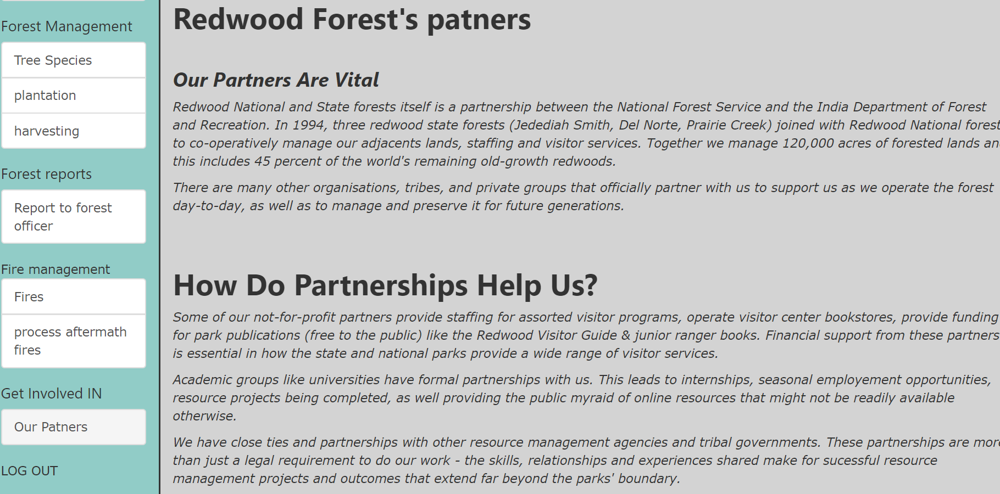 Forest Management
Tree Species
plantation
harvesting
Forest reports
Report to forest
officer
Fire management
Fires
process aftermath
fires
Get Involved IN
Our Patners
LOG OUT
Redwood Forest's patners
Our Partners Are Vital
Redwood National and State forests itself is a partnership between the National Forest Service and the India Department of Forest
and Recreation. In 1994, three redwood state forests (Jedediah Smith, Del Norte, Prairie Creek) joined with Redwood National forest
to co-operatively manage our adjacents lands, staffing and visitor services. Together we manage 120,000 acres of forested lands an
this includes 45 percent of the world's remaining old-growth redwoods.
There are many other organisations, tribes, and private groups that officially partner with us to support us as we operate the forest
day-to-day, as well as to manage and preserve it for future generations.
How Do Partnerships Help Us?
Some of our not-for-profit partners provide staffing for assorted visitor programs, operate visitor center bookstores, provide funding
for park publications (free to the public) like the Redwood Visitor Guide & junior ranger books. Financial support from these partners
is essential in how the state and national parks provide a wide range of visitor services.
Academic groups like universities have formal partnerships with us. This leads to internships, seasonal employement opportunities,
resource projects being completed, as well providing the public myraid of online resources that might not be readily available
otherwise.
We have close ties and partnerships with other resource management agencies and tribal governments. These partnerships are more
than just a legal requirement to do our work - the skills, relationships and experiences shared make for sucessful resource
management projects and outcomes that extend far beyond the parks' boundary.